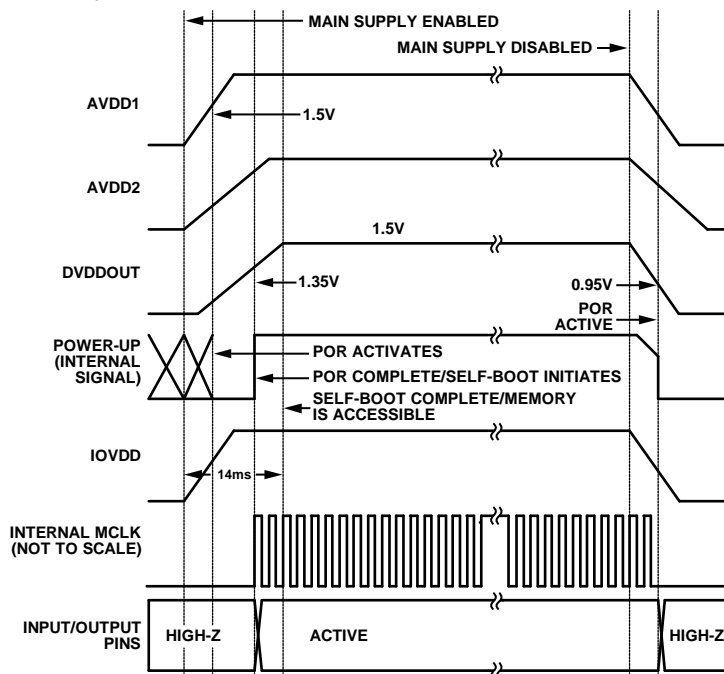 MAIN SUPPLY ENABLED
MAIN SUPPLY DISABLED
AVDD1
1.5V
AVDD2
1.5V
DVDDOUT
1.35V
0.95V
POR
ACTIVE
POWER-UP
(INTERNAL
SIGNAL)
POR ACTIVATES
POR COMPLETE/SELF-BOOT INITIATES
SELF-BOOT COMPLETE/MEMORY
IS ACCESSIBLE
IOVDD
14ms
INTERNAL MCLK
(NOT TO SCALE)
INPUT/OUTPUT
PINS
HIGH-Z
ACTIVE
HIGH-Z